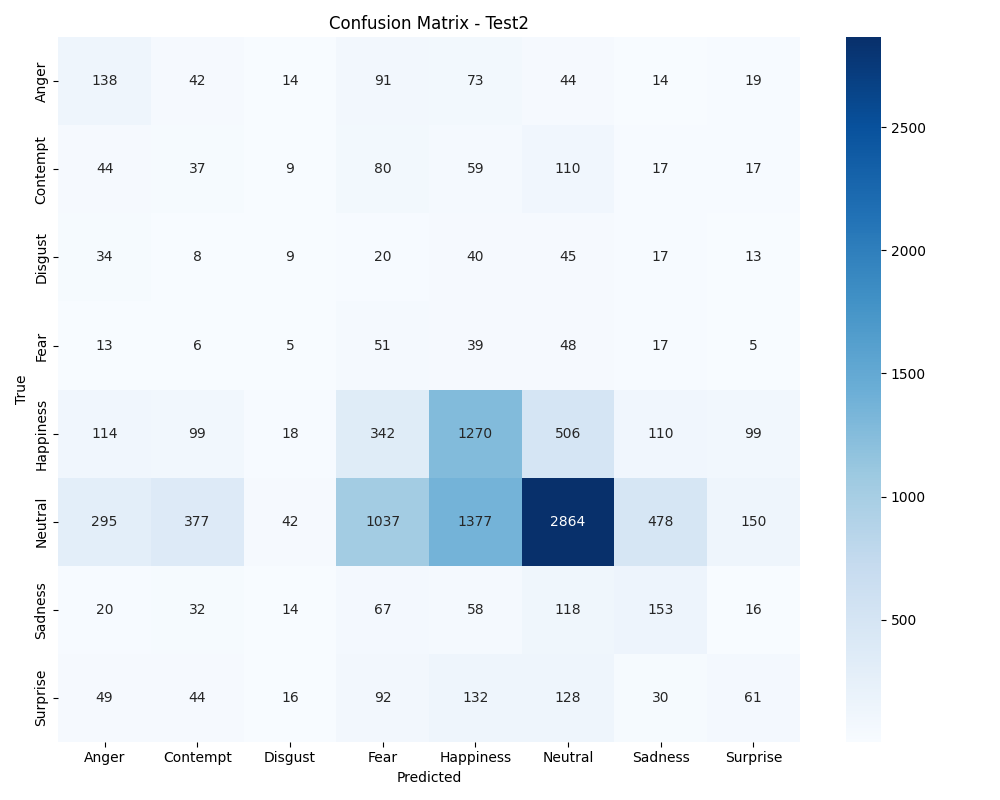 Confusion Matrix - Test2
True
Anger 138 42 14 91 73 44 14 19
Contempt 44 37 9 80 59 110 17 17
Disgust 34 8 9 20 40 45 17 13
Fear 13 6 5 51 39 48 17 5
Happiness 114 99 18 342 1270 506 110 99
Neutral 295 377 42 1037 1377 2864 478 150
Sadness 20 32 14 67 58 118 153 16
Surprise 49 44 16 92 132 128 30 61
Anger Contempt Disgust Fear Happiness Neutral Sadness Surprise
Predicted
2500
2000
1500
1000
500